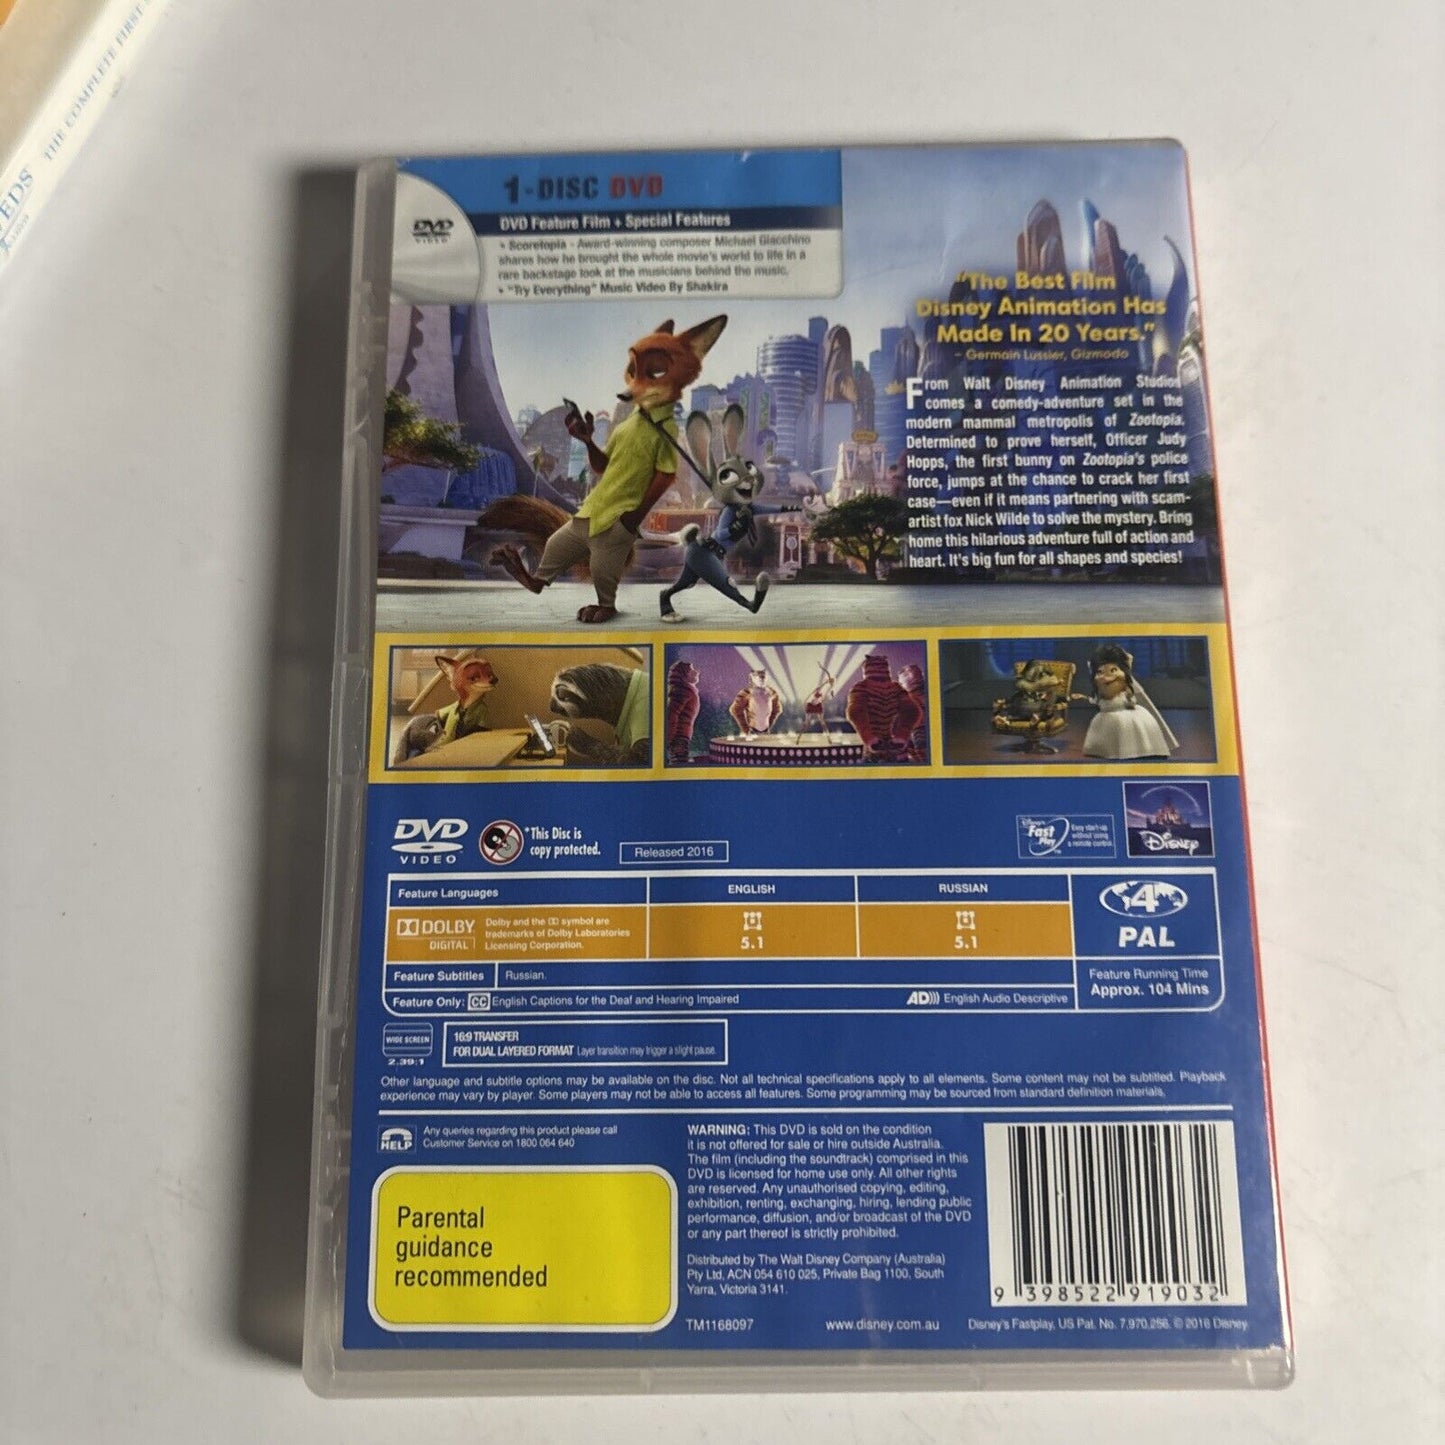 THE COMPLETE FIRST
EDS
1-DISC DVD
DVD
VIDEO
DVD Feature Film + Special Features
• Scoretopia - Award-winning composer Michael Giacchino
shares how he brought the whole movie's world to life in a
rare backstage look at the musicians behind the music.
• "Try Everything" Music Video By Shakira
"The Best Film
Disney Animation Has
Made In 20 Years."
- Germain Lussier, Gizmodo
From Walt Disney Animation Studios
comes a comedy-adventure set in the
modern mammal metropolis of Zootopia.
Determined to prove herself, Officer Judy
Hopps, the first bunny on Zootopia's police
force, jumps at the chance to crack her first
case—even if it means partnering with scam-
artist fox Nick Wilde to solve the mystery. Bring
home this hilarious adventure full of action and
heart. It's big fun for all shapes and species!
DVD
VIDEO
*This Disc is
copy protected.
Released 2016
Disney's
Fast
Play
TM
Easy start-up
without using
a remote control.
Disney
Feature Languages
ENGLISH
RUSSIAN
DOLBY
DIGITAL
Dolby and the DD symbol are
trademarks of Dolby Laboratories
Licensing Corporation.
5.1
5.1
4
PAL
Feature Subtitles
Russian.
Feature Running Time
Approx. 104 Mins
Feature Only: CC English Captions for the Deaf and Hearing Impaired
AD))) English Audio Descriptive
WIDE SCREEN
2.39:1
16:9 TRANSFER
FOR DUAL LAYERED FORMAT Layer transition may trigger a slight pause.
Other language and subtitle options may be available on the disc. Not all technical specifications apply to all elements. Some content may not be subtitled. Playback
experience may vary by player. Some players may not be able to access all features. Some programming may be sourced from standard definition materials.
HELP
Any queries regarding this product please call
Customer Service on 1800 064 640
Parental
guidance
recommended
WARNING: This DVD is sold on the condition
it is not offered for sale or hire outside Australia.
The film (including the soundtrack) comprised in this
DVD is licensed for home use only. All other rights
are reserved. Any unauthorised copying, editing,
exhibition, renting, exchanging, hiring, lending public
performance, diffusion, and/or broadcast of the DVD
or any part thereof is strictly prohibited.
Distributed by The Walt Disney Company (Australia)
Pty Ltd, ACN 054 610 025, Private Bag 1100, South
Yarra, Victoria 3141.
9 398522 919032
TM1168097
www.disney.com.au
Disney's Fastplay, US Pat. No. 7,970,256. © 2016 Disney